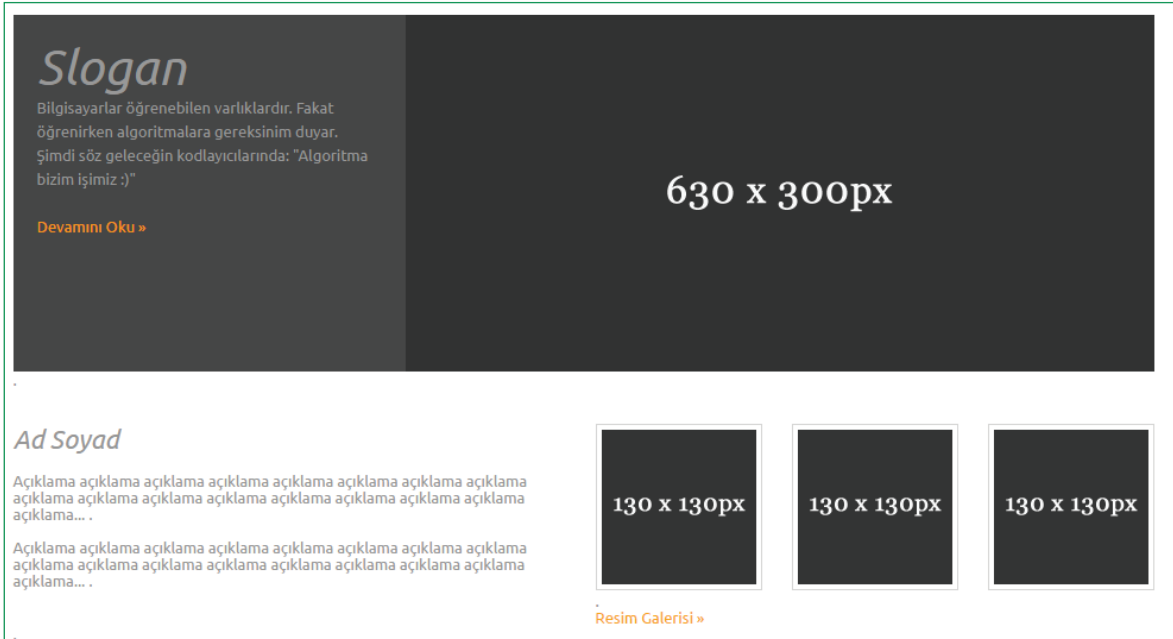 Slogan
Bilgisayarlar öğrenebilen varlıklardır. Fakat
öğrenirken algoritmalara gereksinim duyar.
Şimdi söz geleceğin kodlayıcılarında: "Algoritma
bizim işimiz :)"
Devamını Oku »
630 x 300px
.
Ad Soyad
Açıklama açıklama açıklama açıklama açıklama açıklama açıklama açıklama
açıklama açıklama açıklama açıklama açıklama açıklama açıklama açıklama
açıklama... .
Açıklama açıklama açıklama açıklama açıklama açıklama açıklama açıklama
açıklama açıklama açıklama açıklama açıklama açıklama açıklama açıklama
açıklama... .
.
130 x 130px
130 x 130px
130 x 130px
.
Resim Galerisi »